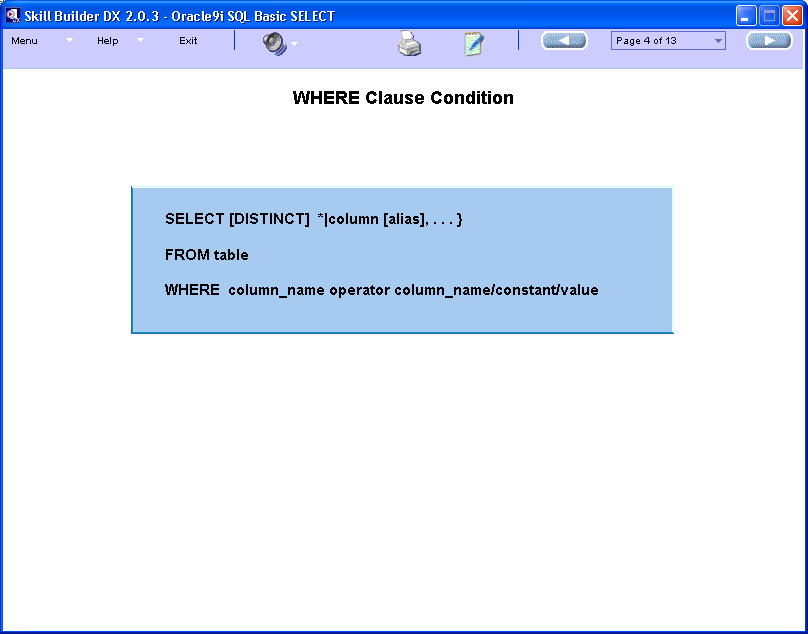 Skill Builder DX 2.0.3 - Oracle9i SQL Basic SELECT
Menu Help Exit Page 4 of 13
WHERE Clause Condition
SELECT [DISTINCT] *|column [alias], . . . }
FROM table
WHERE column_name operator column_name/constant/value